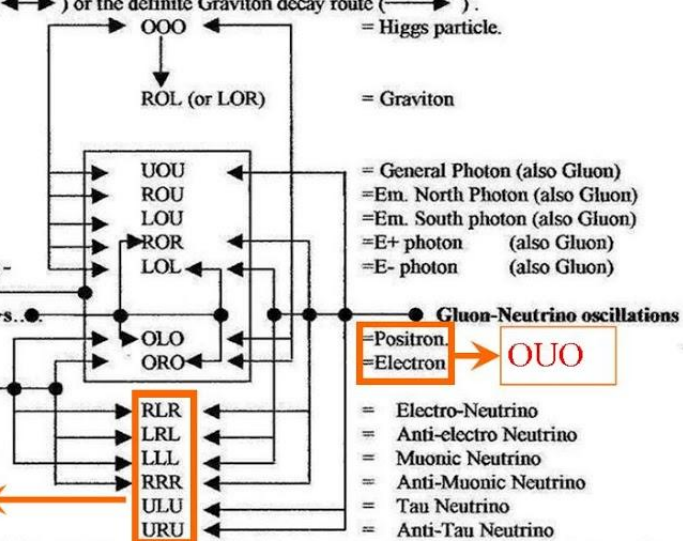 ) or the definite Graviton decay route ( ) .
OOO = Higgs particle.
ROL (or LOR) = Graviton
UOU = General Photon (also Gluon)
ROU =Em. North Photon (also Gluon)
LOU =Em. South photon (also Gluon)
ROR =E+ photon (also Gluon)
- LOL =E- photon (also Gluon)
s.... Gluon-Neutrino oscillations
OLO =Positron.
ORO =Electron OUO
RLR = Electro-Neutrino
LRL = Anti-electro Neutrino
LLL = Muonic Neutrino
RRR = Anti-Muonic Neutrino
ULU = Tau Neutrino
URU = Anti-Tau Neutrino